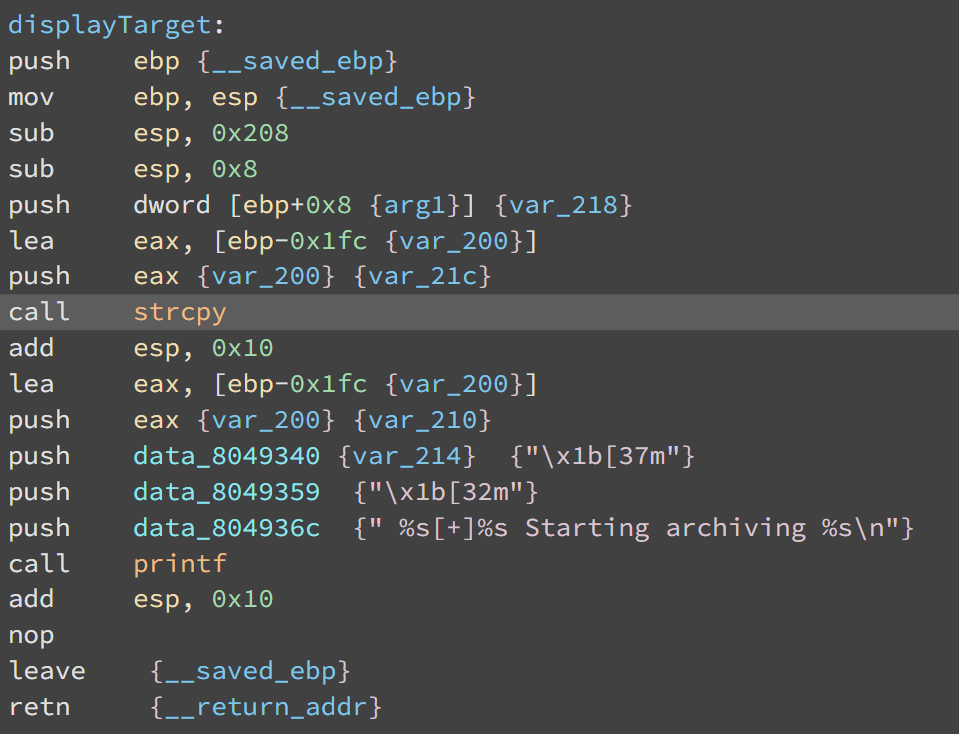 displayTarget:
push    ebp {__saved_ebp}
mov     ebp, esp {__saved_ebp}
sub     esp, 0x208
sub     esp, 0x8
push    dword [ebp+0x8 {arg1}] {var_218}
lea     eax, [ebp-0x1fc {var_200}]
push    eax {var_200} {var_21c}
call    strcpy
add     esp, 0x10
lea     eax, [ebp-0x1fc {var_200}]
push    eax {var_200} {var_210}
push    data_8049340 {var_214}  {"\x1b[37m"}
push    data_8049359  {"\x1b[32m"}
push    data_804936c  {" %s[+]%s Starting archiving %s\n"}
call    printf
add     esp, 0x10
nop
leave    {__saved_ebp}
retn     {__return_addr}